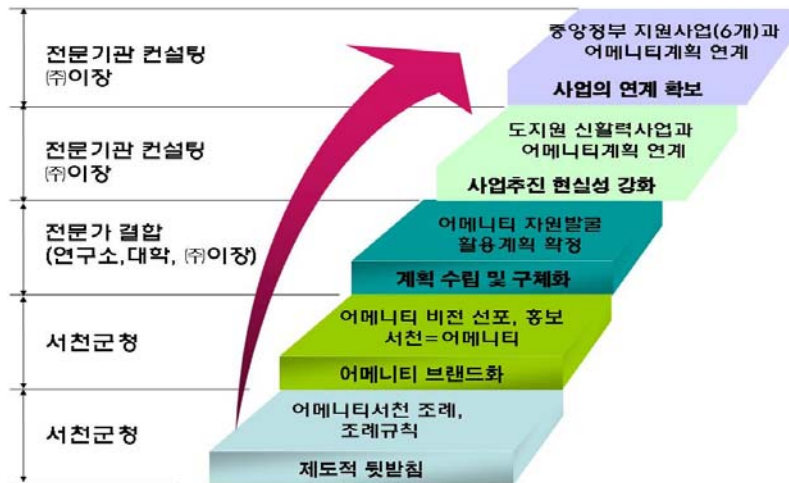 전문기관 컨설팅
㈜이장
중앙정부 지원사업(6개)과
어메니티계획 연계
사업의 연계 확보
전문기관 컨설팅
㈜이장
도지원 신활력사업과
어메니티계획 연계
사업추진 현실성 강화
전문가 결합
(연구소,대학, ㈜이장)
어메니티 자원발굴
활용계획 확정
계획 수립 및 구체화
서천군청
어메니티 비전 선포, 홍보
서천=어메니티
어메니티 브랜드화
서천군청
어메니티서천 조례,
조례규칙
제도적 뒷받침